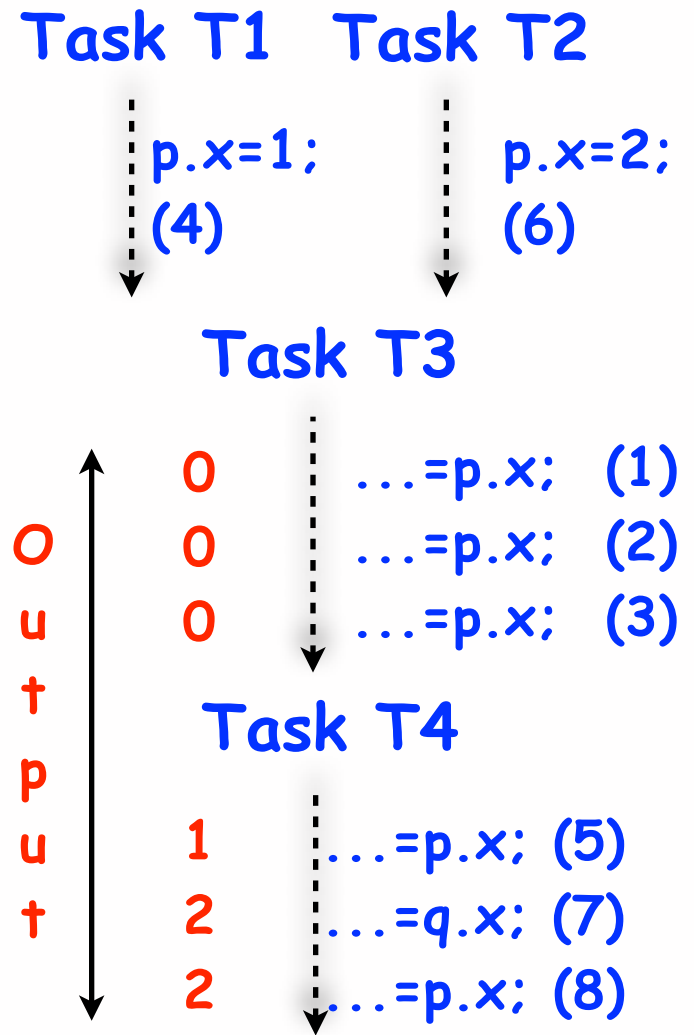 Task T1 Task T2
p.x=1; p.x=2;
(4) (6)
Task T3
0 ...=p.x; (1)
0 ...=p.x; (2)
0 ...=p.x; (3)
Output
Task T4
1 ...=p.x; (5)
2 ...=q.x; (7)
2 ...=p.x; (8)